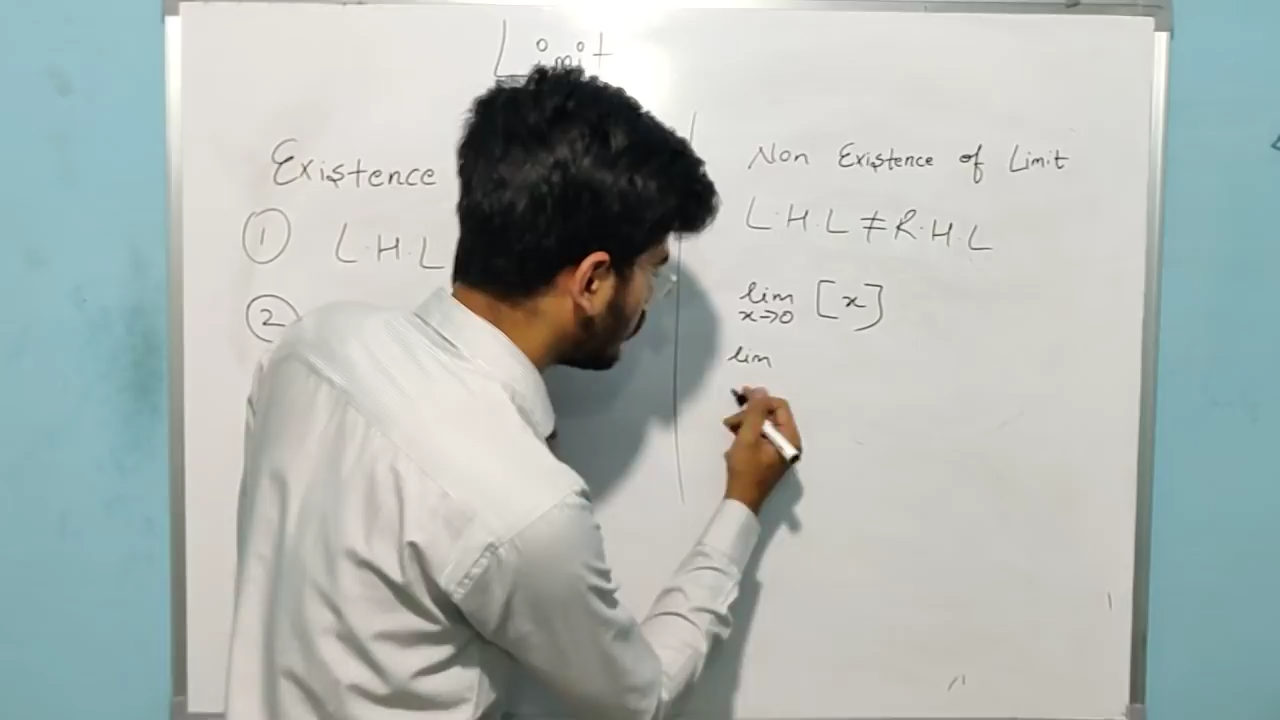 Limit
Existence
① L.H.L
②
Non Existence of Limit
L.H.L ≠ R.H.L
lim x→0 [x]
lim